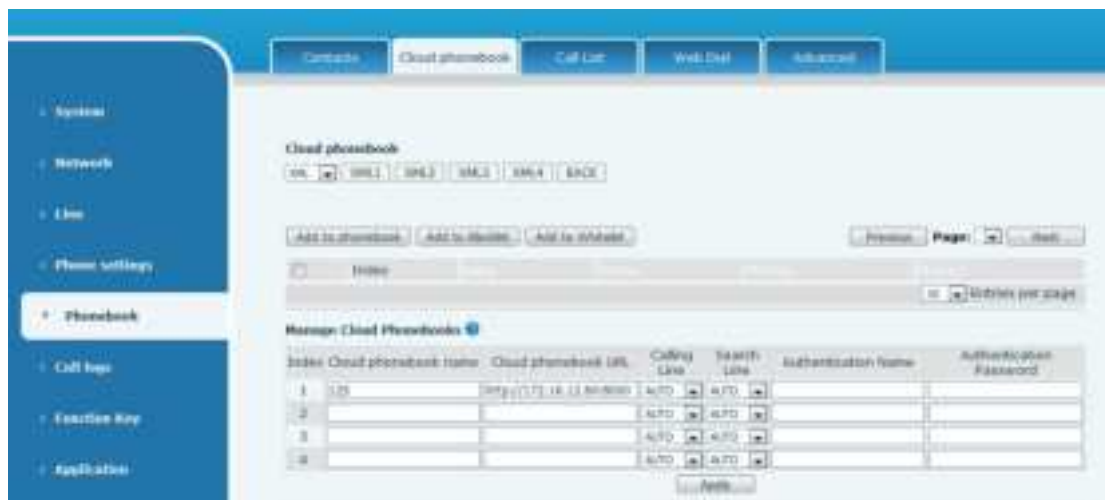 Contacts Cloud phonebook Call List Web Dial Advanced
System
Network
Line
Phone settings
Phonebook
Call logs
Function Key
Application
Cloud phonebook
XML XML1 XML2 XML3 XML4 BACK
Add to phonebook Add to Blacklist Add to Whitelist Previous Page: Next
Index
10 Entries per page
Manage Cloud Phonebooks
Index Cloud phonebook name Cloud phonebook URL Calling Line Search Line Authentication Name Authentication Password
1 AUTO AUTO
2 AUTO AUTO
3 AUTO AUTO
4 AUTO AUTO
Apply